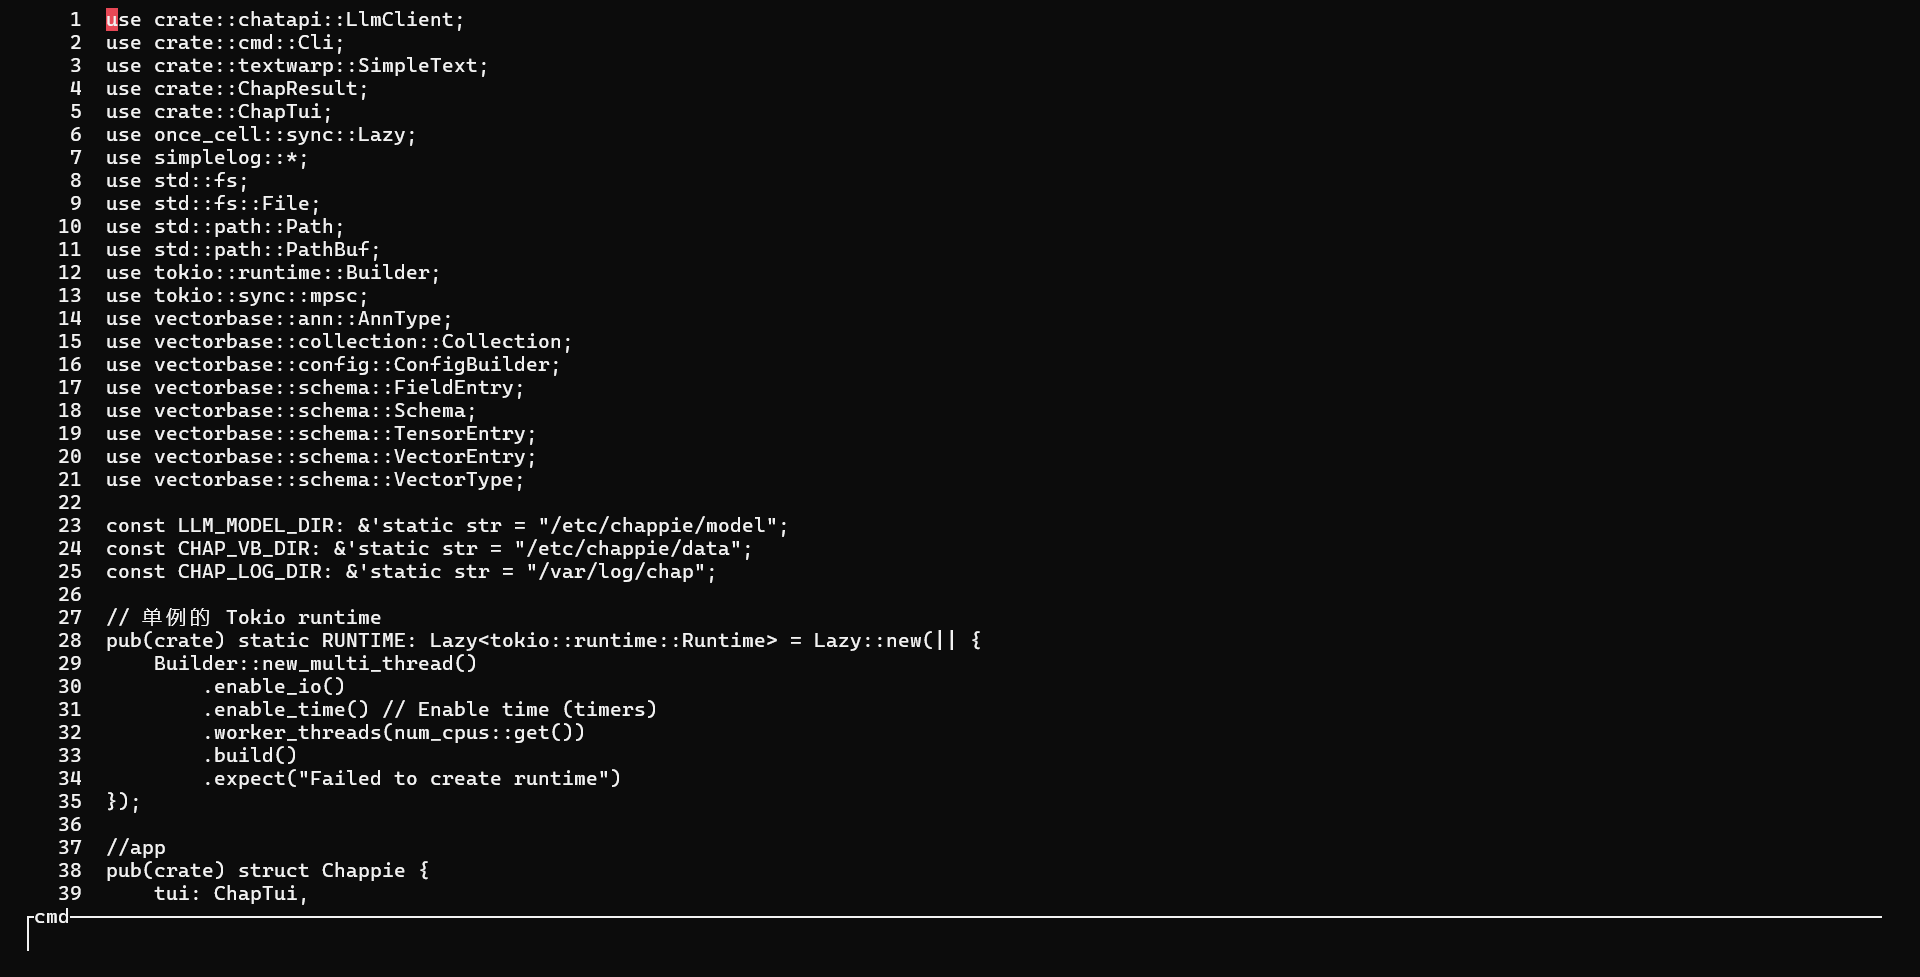 1 use crate::chatapi::LlmClient;
2 use crate::cmd::Cli;
3 use crate::textwarp::SimpleText;
4 use crate::ChapResult;
5 use crate::ChapTui;
6 use once_cell::sync::Lazy;
7 use simplelog::*;
8 use std::fs;
9 use std::fs::File;
10 use std::path::Path;
11 use std::path::PathBuf;
12 use tokio::runtime::Builder;
13 use tokio::sync::mpsc;
14 use vectorbase::ann::AnnType;
15 use vectorbase::collection::Collection;
16 use vectorbase::config::ConfigBuilder;
17 use vectorbase::schema::FieldEntry;
18 use vectorbase::schema::Schema;
19 use vectorbase::schema::TensorEntry;
20 use vectorbase::schema::VectorEntry;
21 use vectorbase::schema::VectorType;
22
23 const LLM_MODEL_DIR: &'static str = "/etc/chappie/model";
24 const CHAP_VB_DIR: &'static str = "/etc/chappie/data";
25 const CHAP_LOG_DIR: &'static str = "/var/log/chap";
26
27 // 单例的 Tokio runtime
28 pub(crate) static RUNTIME: Lazy<tokio::runtime::Runtime> = Lazy::new(|| {
29     Builder::new_multi_thread()
30         .enable_io()
31         .enable_time() // Enable time (timers)
32         .worker_threads(num_cpus::get())
33         .build()
34         .expect("Failed to create runtime")
35 });
36
37 //app
38 pub(crate) struct Chappie {
39     tui: ChapTui,
cmd